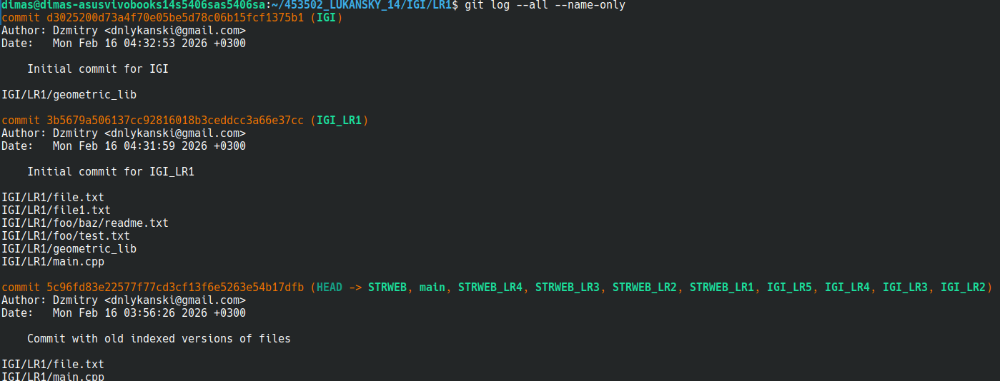 dimas@dimas-asusvivobooks14s5406sas5406sa:~/453502_LUKANSKY_14/IGI/LR1$ git log --all --name-only
commit d3025200d73a4f70e05be5d78c06b15fcf1375b1 (IGI)
Author: Dzmitry <dnlykanski@gmail.com>
Date:   Mon Feb 16 04:32:53 2026 +0300
    Initial commit for IGI
IGI/LR1/geometric_lib
commit 3b5679a506137cc92816018b3ceddcc3a66e37cc (IGI_LR1)
Author: Dzmitry <dnlykanski@gmail.com>
Date:   Mon Feb 16 04:31:59 2026 +0300
    Initial commit for IGI_LR1
IGI/LR1/file.txt
IGI/LR1/file1.txt
IGI/LR1/foo/baz/readme.txt
IGI/LR1/foo/test.txt
IGI/LR1/geometric_lib
IGI/LR1/main.cpp
commit 5c96fd83e22577f77cd3cf13f6e5263e54b17dfb (HEAD -> STRWEB, main, STRWEB_LR4, STRWEB_LR3, STRWEB_LR2, STRWEB_LR1, IGI_LR5, IGI_LR4, IGI_LR3, IGI_LR2)
Author: Dzmitry <dnlykanski@gmail.com>
Date:   Mon Feb 16 03:56:26 2026 +0300
    Commit with old indexed versions of files
IGI/LR1/file.txt
IGI/LR1/main.cpp